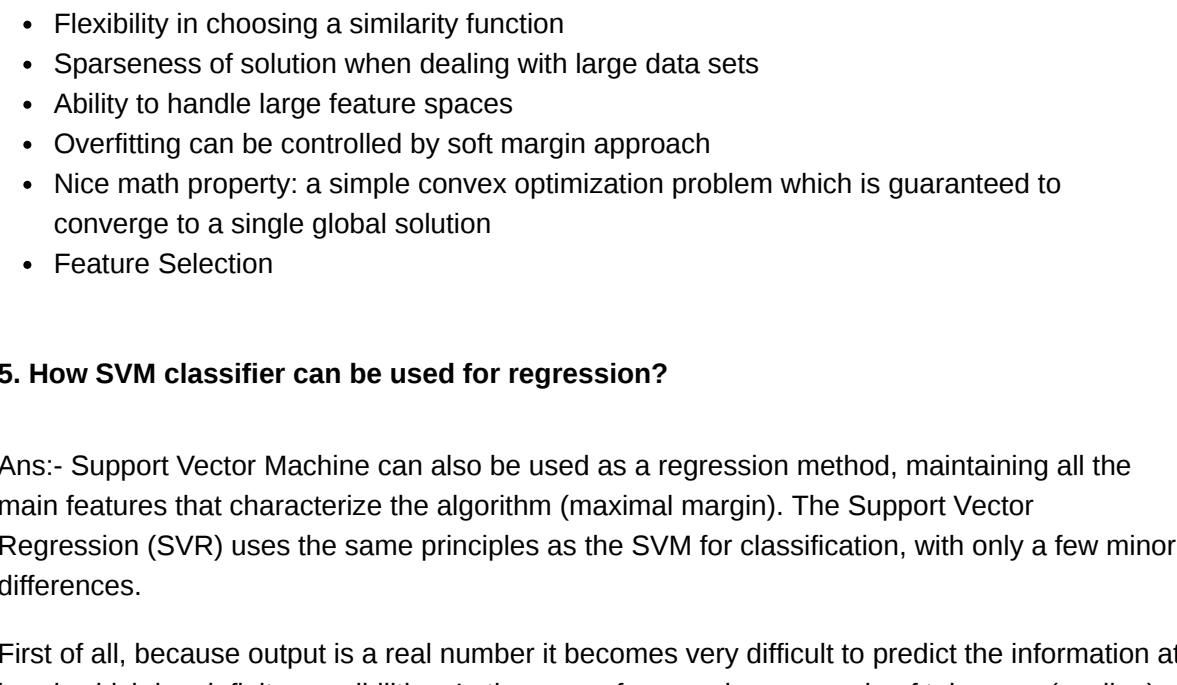 • Flexibility in choosing a similarity function
• Sparseness of solution when dealing with large data sets
• Ability to handle large feature spaces
• Overfitting can be controlled by soft margin approach
• Nice math property: a simple convex optimization problem which is guaranteed to
converge to a single global solution
• Feature Selection
5. How SVM classifier can be used for regression?
Ans:- Support Vector Machine can also be used as a regression method, maintaining all the
main features that characterize the algorithm (maximal margin). The Support Vector
Regression (SVR) uses the same principles as the SVM for classification, with only a few minor
differences.
First of all, because output is a real number it becomes very difficult to predict the information at